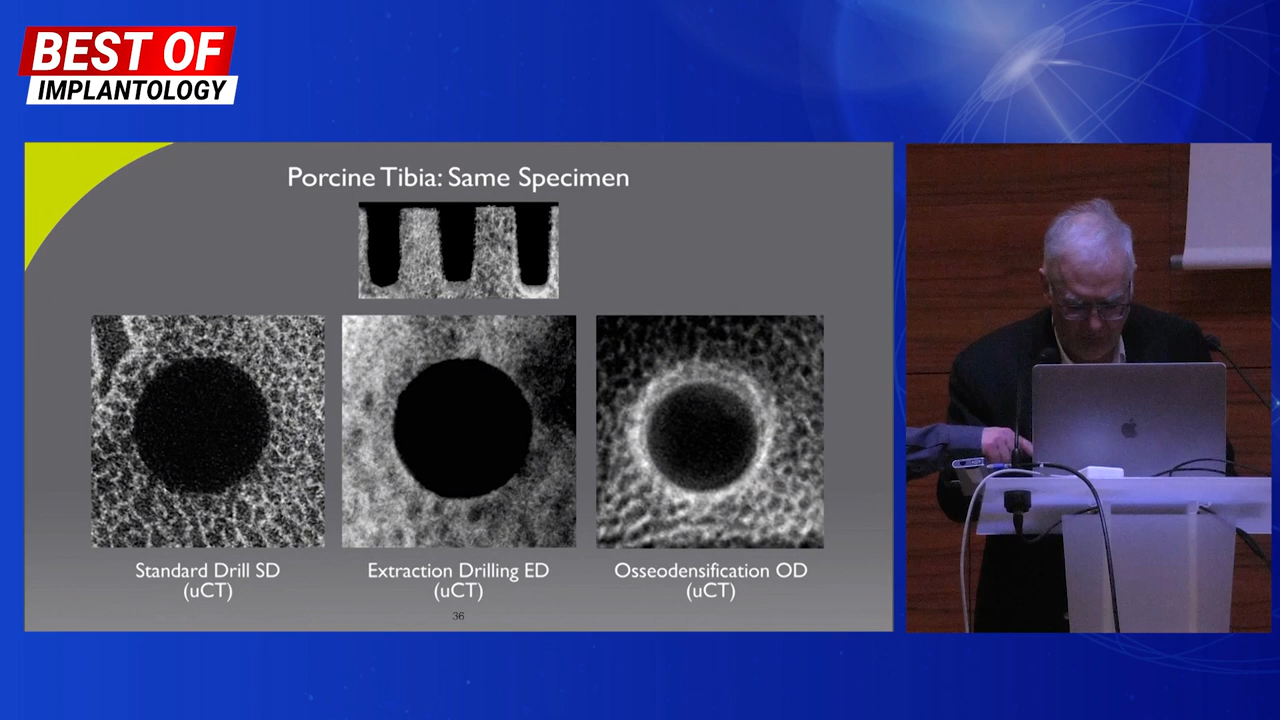 BEST OF
IMPLANTOLOGY
Porcine Tibia: Same Specimen
Standard Drill SD
(uCT)
Extraction Drilling ED
(uCT)
Osseodensification OD
(uCT)
36